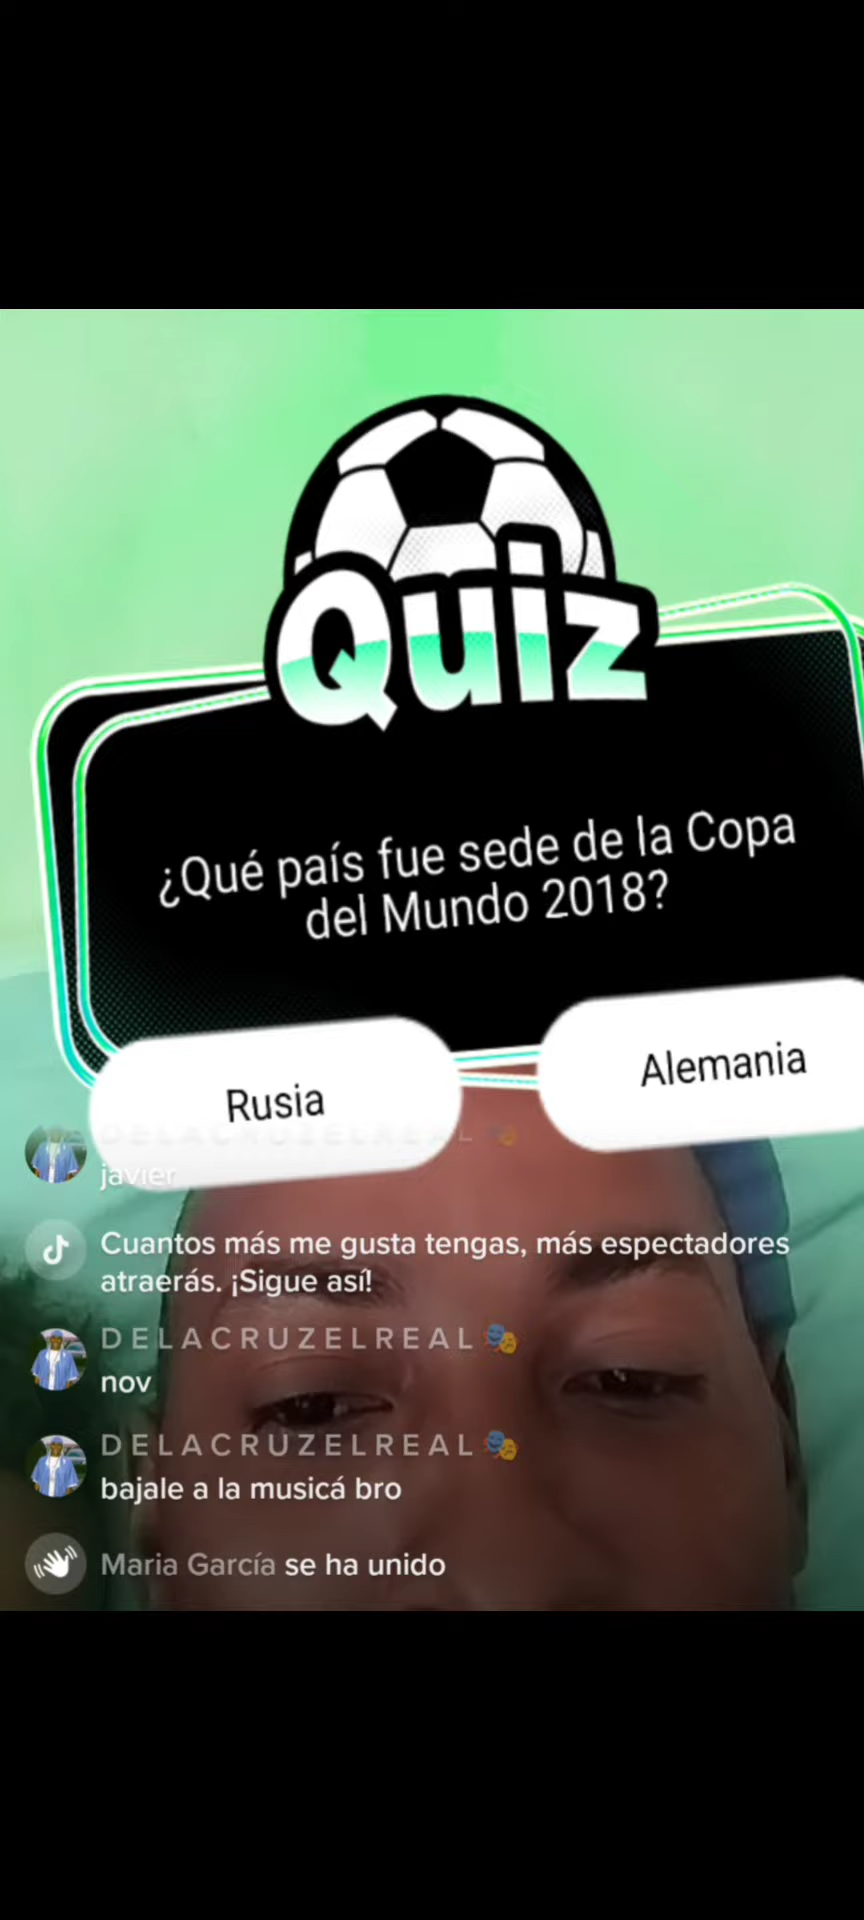 Quiz
¿Qué país fue sede de la Copa
del Mundo 2018?
Rusia
Alemania
DELACRUZELREAL
javier
Cuantos más me gusta tengas, más espectadores
atraerás. ¡Sigue así!
DELACRUZELREAL
nov
DELACRUZELREAL
bajale a la musicá bro
Maria García se ha unido